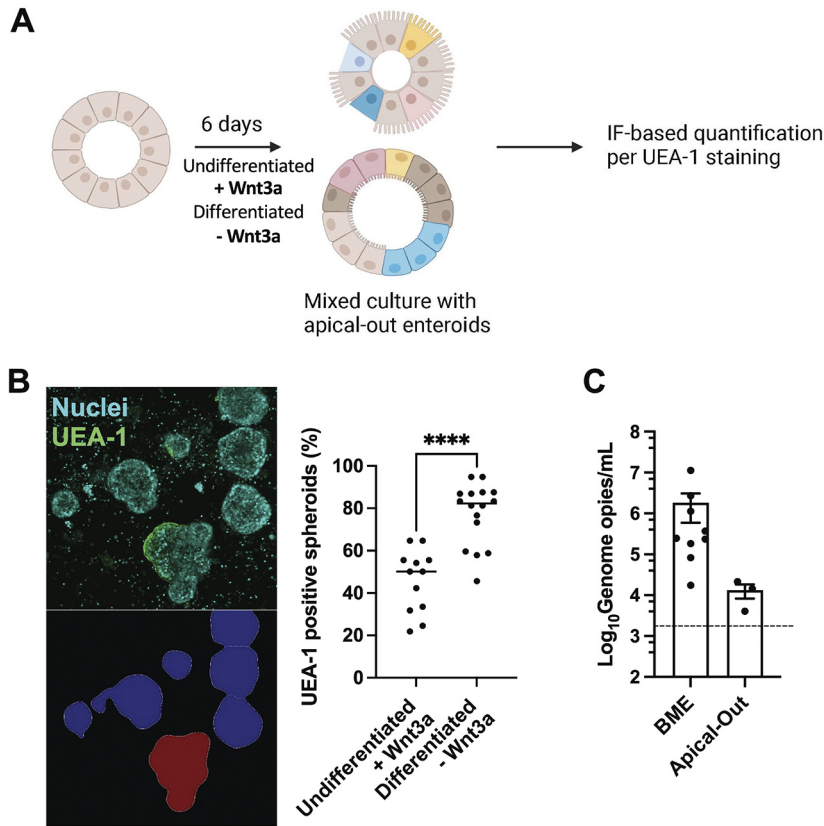 A
6 days
Undifferentiated
+ Wnt3a
Differentiated
- Wnt3a
IF-based quantification
per UEA-1 staining
Mixed culture with
apical-out enteroids
B
Nuclei
UEA-1
UEA-1 positive spheroids (%)
100
80
60
40
20
0
****
Undifferentiated
+ Wnt3a
Differentiated
- Wnt3a
C
Log10Genome opies/mL
8
7
6
5
4
3
2
BME
Apical-Out